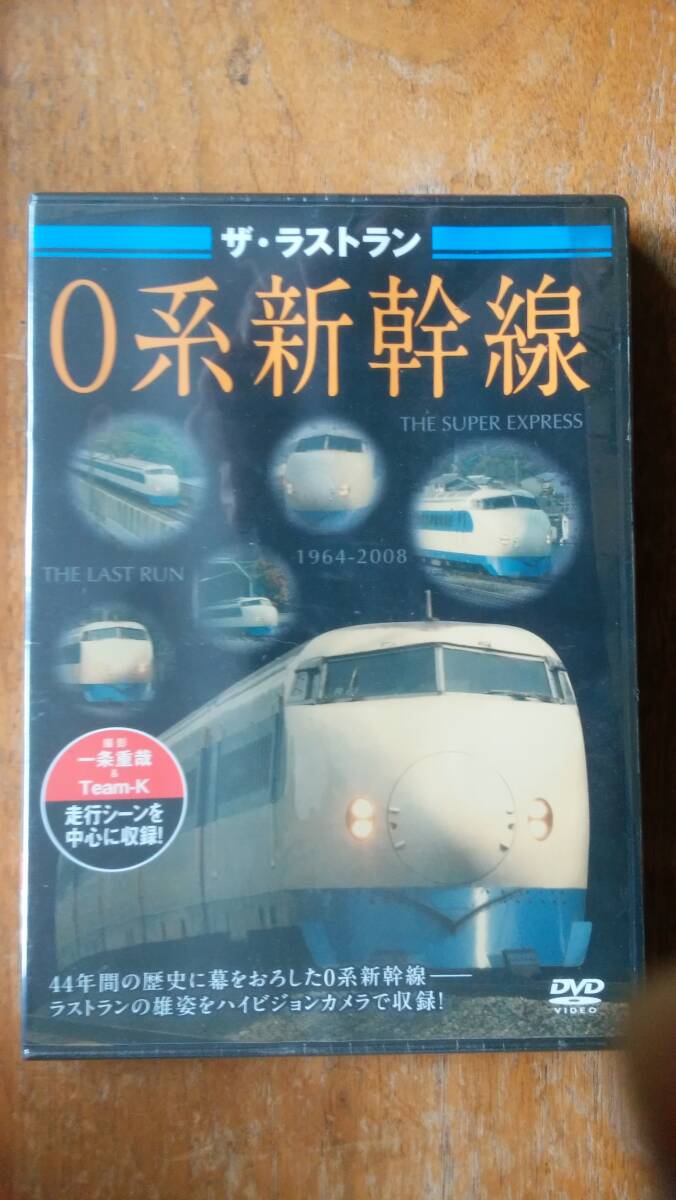 ザ・ラストラン
0系新幹線
THE SUPER EXPRESS
1964-2008
THE LAST RUN
撮影
一条重哉
&
Team-K
走行シーンを
中心に収録!
44年間の歴史に幕をおろした0系新幹線――
ラストランの雄姿をハイビジョンカメラで収録!
DVD
VIDEO